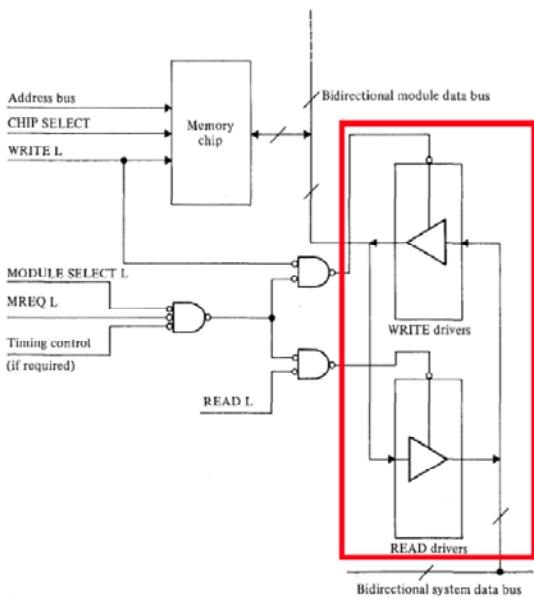 Address bus
CHIP SELECT
WRITE L
Memory
chip
Bidirectional module data bus
MODULE SELECT L
MREQ L
Timing control
(if required)
READ L
WRITE drivers
READ drivers
Bidirectional system data bus